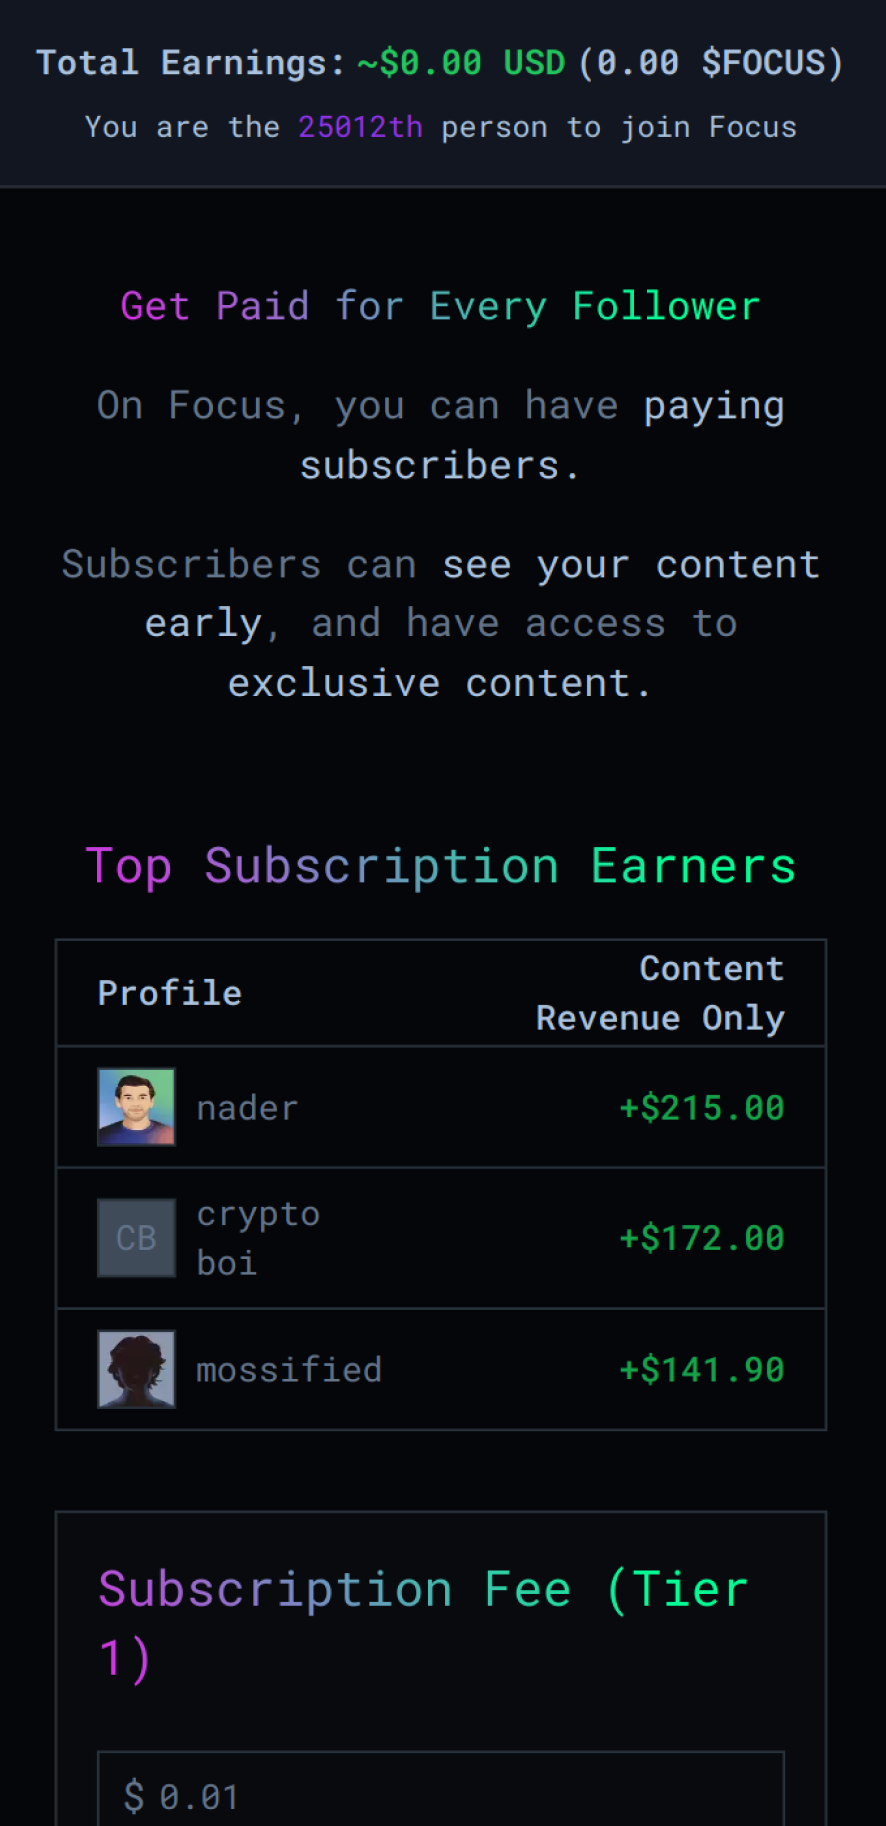 Total Earnings: ~$0.00 USD (0.00 $FOCUS)
You are the 25012th person to join Focus
Get Paid for Every Follower
On Focus, you can have paying
subscribers.
Subscribers can see your content
early, and have access to
exclusive content.
Top Subscription Earners
Profile
Content
Revenue Only
nader +$215.00
CB
crypto
boi
+$172.00
mossified +$141.90
Subscription Fee (Tier
1)
$ 0.01